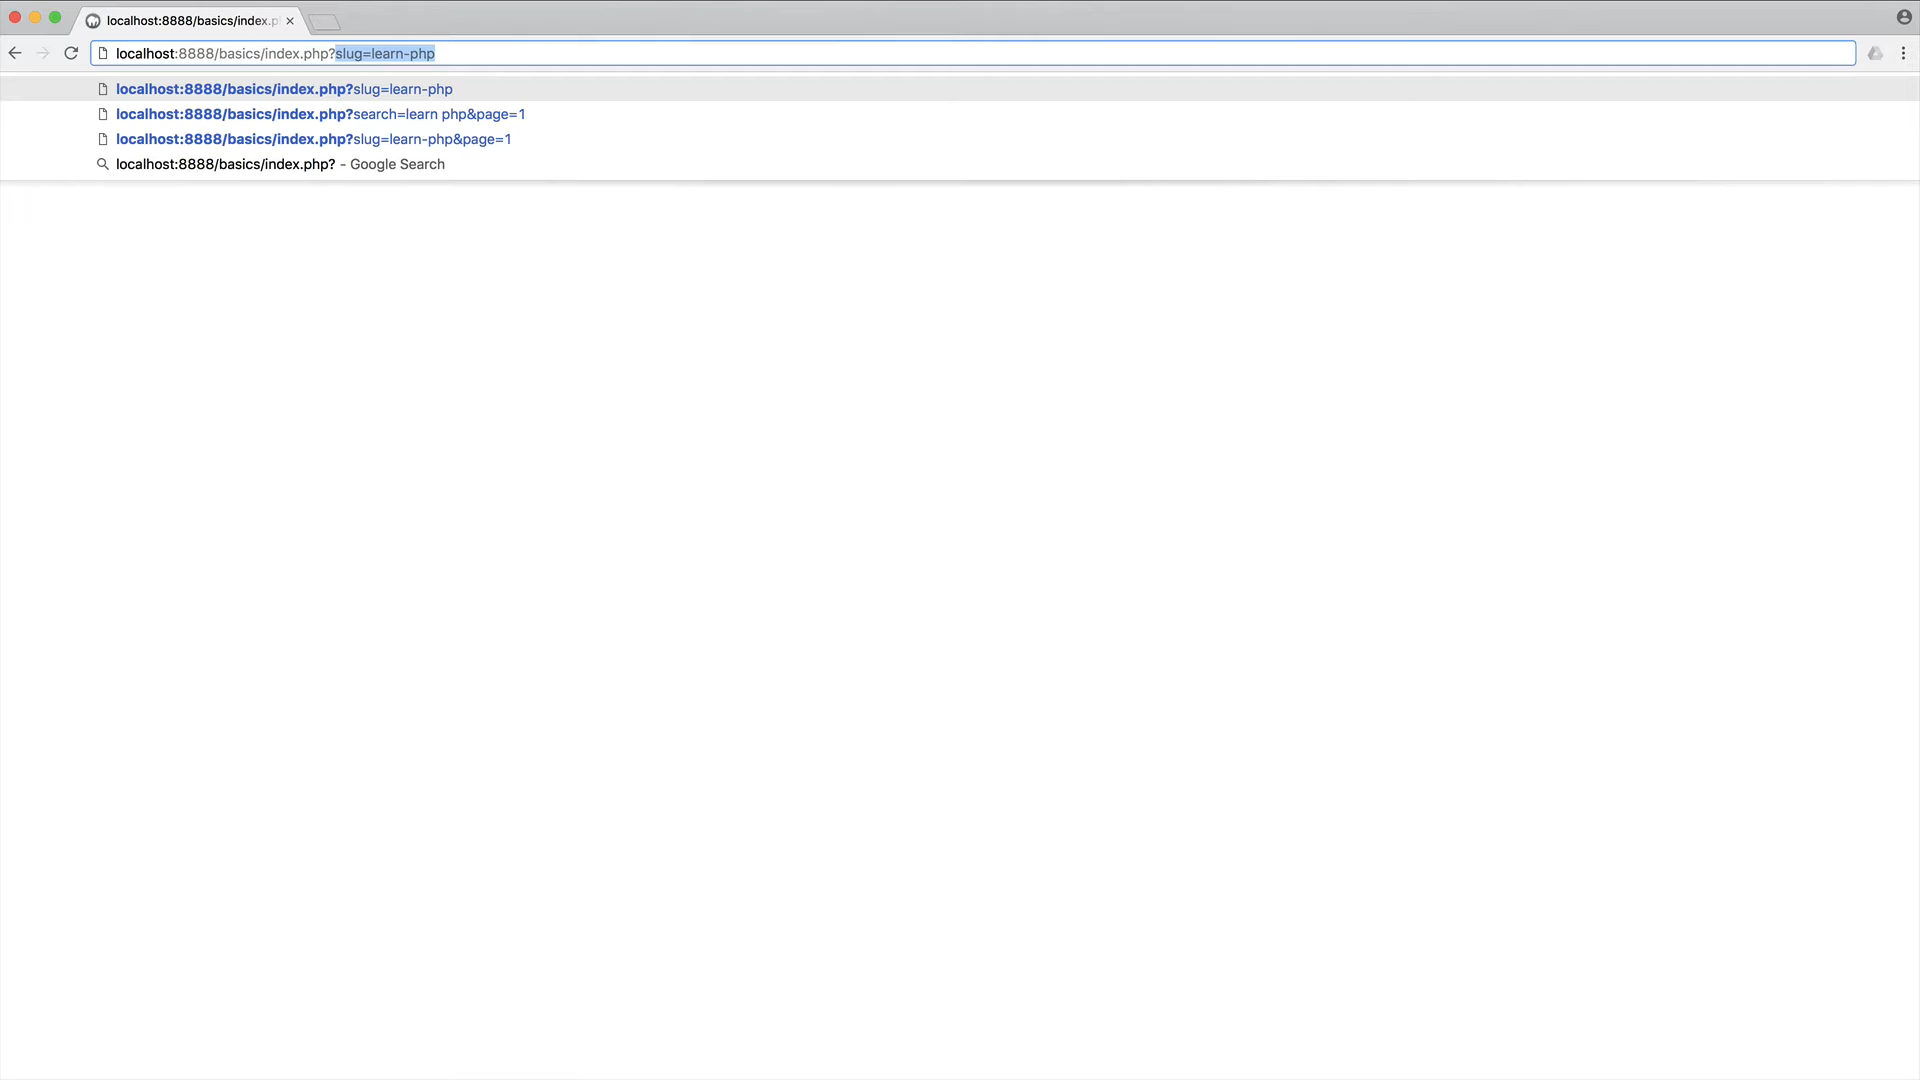 localhost:8888/basics/index.p
localhost:8888/basics/index.php?slug=learn-php
localhost:8888/basics/index.php?slug=learn-php
localhost:8888/basics/index.php?search=learn php&page=1
localhost:8888/basics/index.php?slug=learn-php&page=1
localhost:8888/basics/index.php? - Google Search